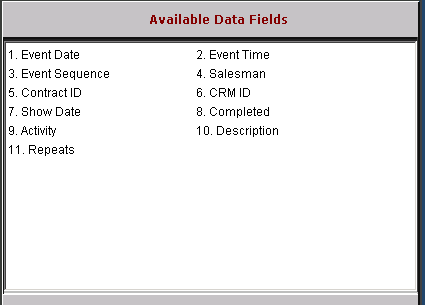 Available Data Fields
1. Event Date 2. Event Time
3. Event Sequence 4. Salesman
5. Contract ID 6. CRM ID
7. Show Date 8. Completed
9. Activity 10. Description
11. Repeats